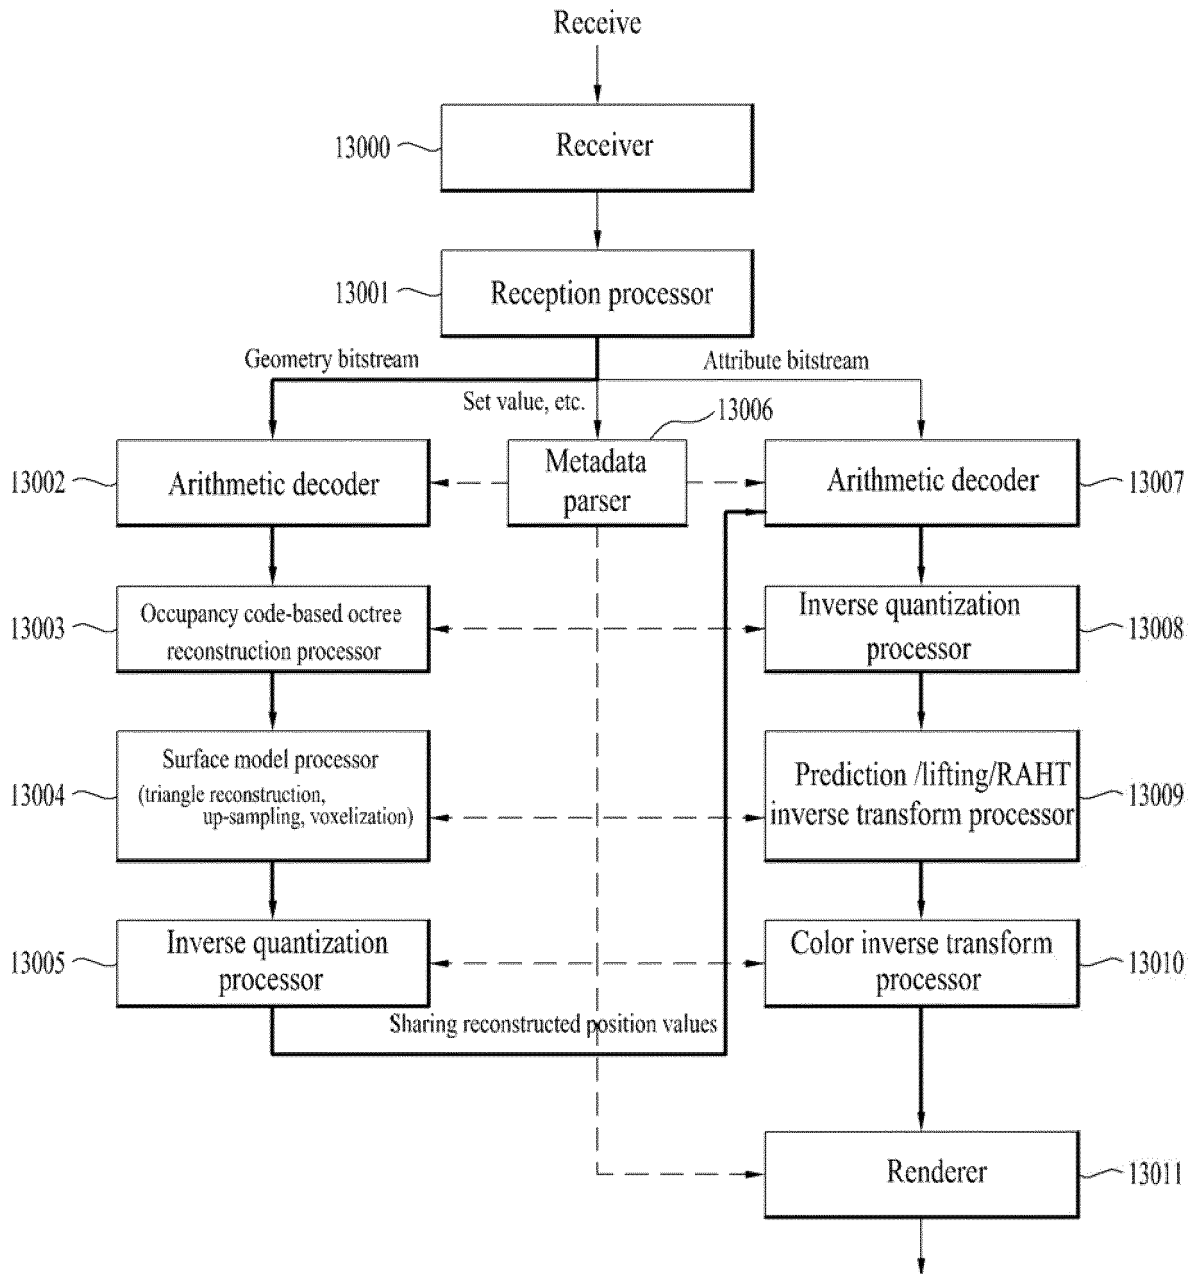 Receive
13000
Receiver
13001
Reception processor
Geometry bitstream
Attribute bitstream
Set value, etc.
13006
13002
Arithmetic decoder
Metadata
parser
Arithmetic decoder
13007
13003
Occupancy code-based octree
reconstruction processor
Inverse quantization
processor
13008
13004
Surface model processor
(triangle reconstruction,
up-sampling, voxelization)
Prediction /lifting/RAHT
inverse transform processor
13009
13005
Inverse quantization
processor
Color inverse transform
processor
13010
Sharing reconstructed position values
Renderer
13011